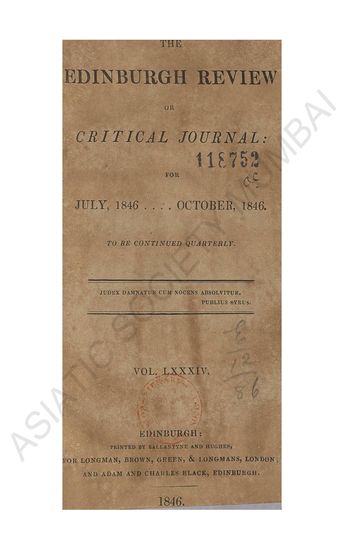 THE
EDINBURGH REVIEW
OR
CRITICAL JOURNAL:
118752
FOR
JULY, 1846 .... OCTOBER, 1846.
TO BE CONTINUED QUARTERLY.
JUDEX DAMNATUR CUM NOCENS ABSOLVITUR.
PUBLIUS SYRUS.
E
12
86
VOL. LXXXIV.
EDINBURGH:
PRINTED BY BALLANTYNE AND HUGHES,
FOR LONGMAN, BROWN, GREEN, & LONGMANS, LONDON
AND ADAM AND CHARLES BLACK, EDINBURGH.
1846.
ASIATIC SOCIETY MUMBAI